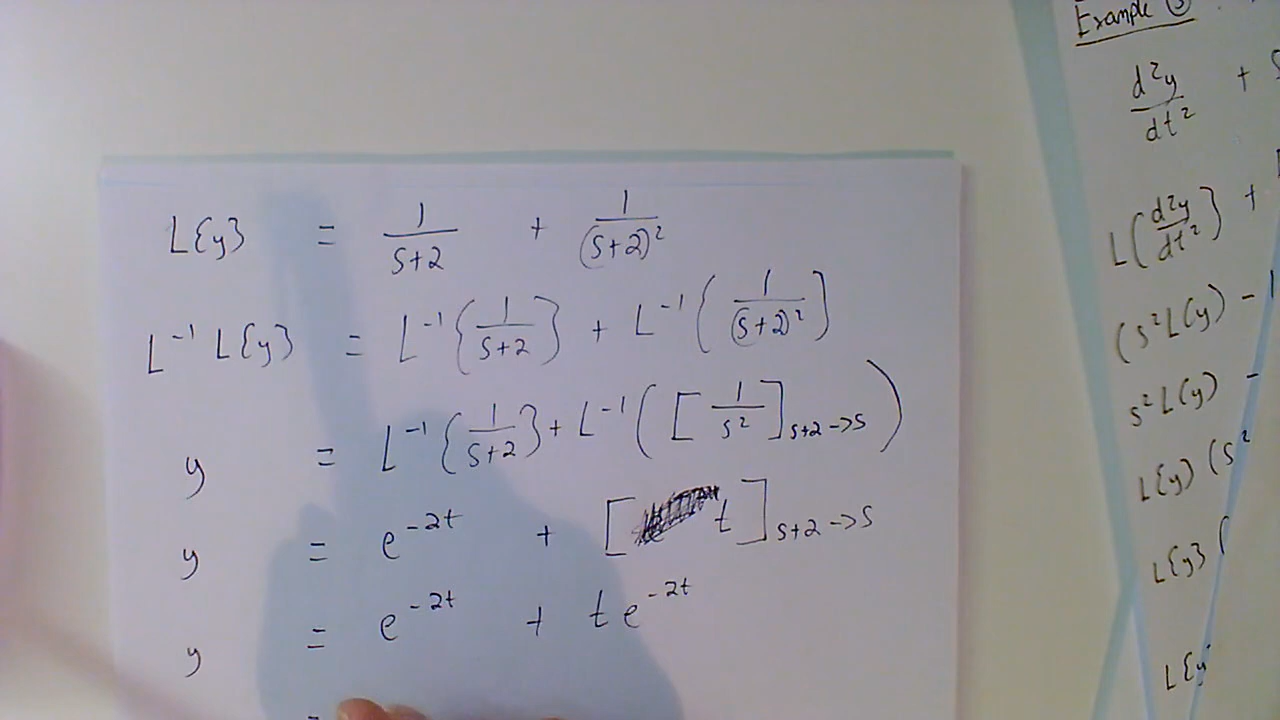 L{y} = 1/(s+2) + 1/(s+2)²
L⁻¹ L{y} = L⁻¹{1/(s+2)} + L⁻¹{1/(s+2)²}
y = L⁻¹{1/(s+2)} + L⁻¹([1/s²]s+2->s)
y = e^-2t + [t]s+2->s
y = e^-2t + te^-2t
=
Example ③
d²y/dt² +
L(d²y/dt²} +
(s²L(y) -
s²L(y) -
L{y} (s²
L{y} (
L{y